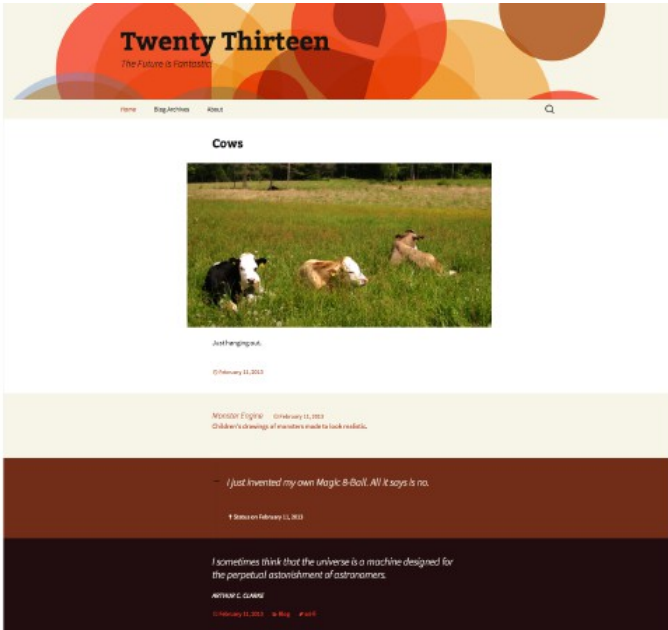 Twenty Thirteen
The Future is Fantastic
Home Blog Archives About
Cows
Just hanging out.
February 11, 2013
Monster Engine February 11, 2013
Children's drawings of monsters made to look realistic.
I just invented my own Magic 8-Ball. All it says is no.
Status on February 11, 2013
I sometimes think that the universe is a machine designed for
the perpetual astonishment of astronomers.
ARTHUR C. CLARKE
February 11, 2013 Blog sci-fi